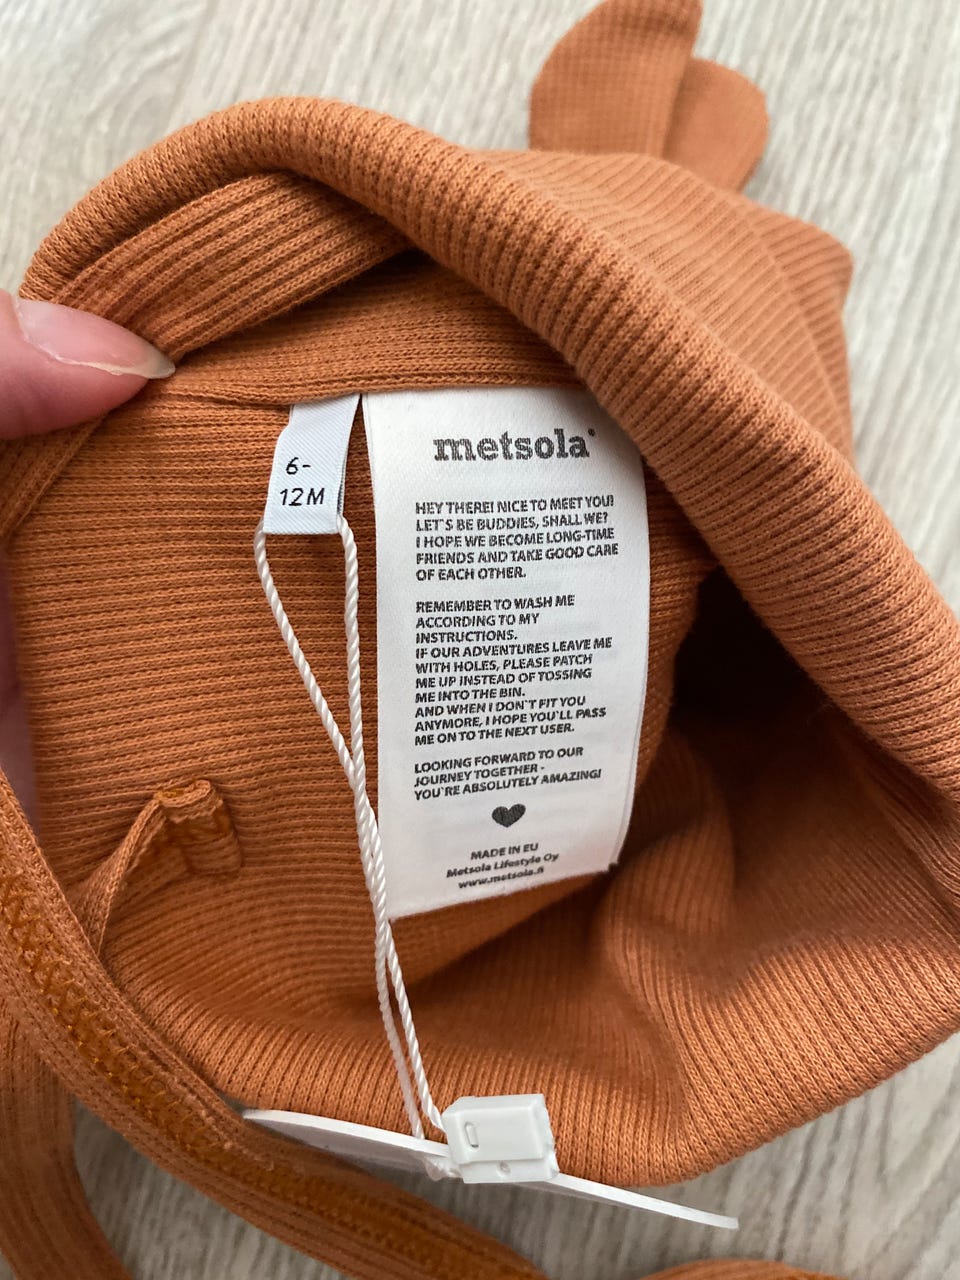 6-
12M
metsola®
HEY THERE! NICE TO MEET YOU!
LET`S BE BUDDIES, SHALL WE?
I HOPE WE BECOME LONG-TIME
FRIENDS AND TAKE GOOD CARE
OF EACH OTHER.
REMEMBER TO WASH ME
ACCORDING TO MY
INSTRUCTIONS.
IF OUR ADVENTURES LEAVE ME
WITH HOLES, PLEASE PATCH
ME UP INSTEAD OF TOSSING
ME INTO THE BIN.
AND WHEN I DON`T FIT YOU
ANYMORE, I HOPE YOU`LL PASS
ME ON TO THE NEXT USER.
LOOKING FORWARD TO OUR
JOURNEY TOGETHER -
YOU`RE ABSOLUTELY AMAZING!
MADE IN EU
Metsola Lifestyle Oy
www.metsola.fi